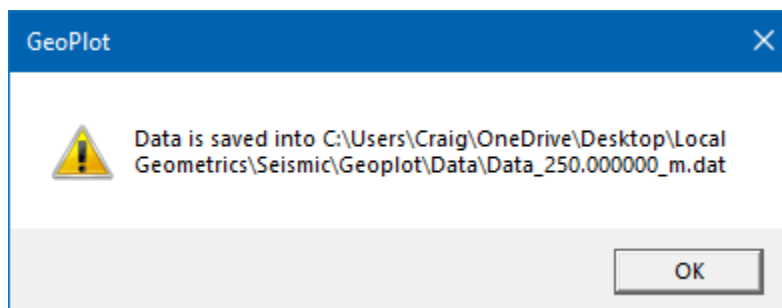 GeoPlot
Data is saved into C:\Users\Craig\OneDrive\Desktop\Local
Geometrics\Seismic\Geoplot\Data\Data_250.000000_m.dat
OK